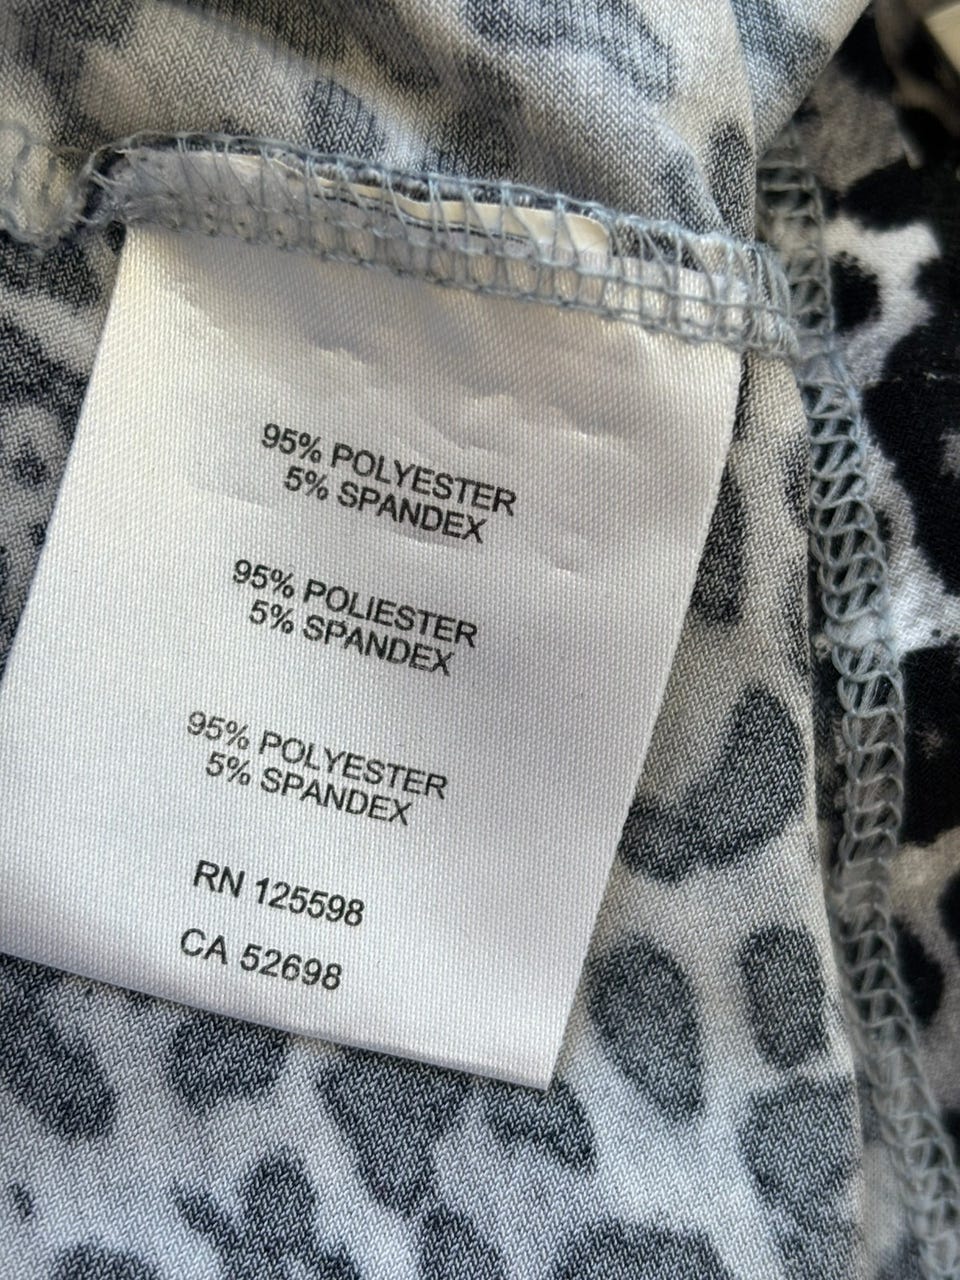 95% POLYESTER
5% SPANDEX
95% POLIESTER
5% SPANDEX
95% POLYESTER
5% SPANDEX
RN 125598
CA 52698